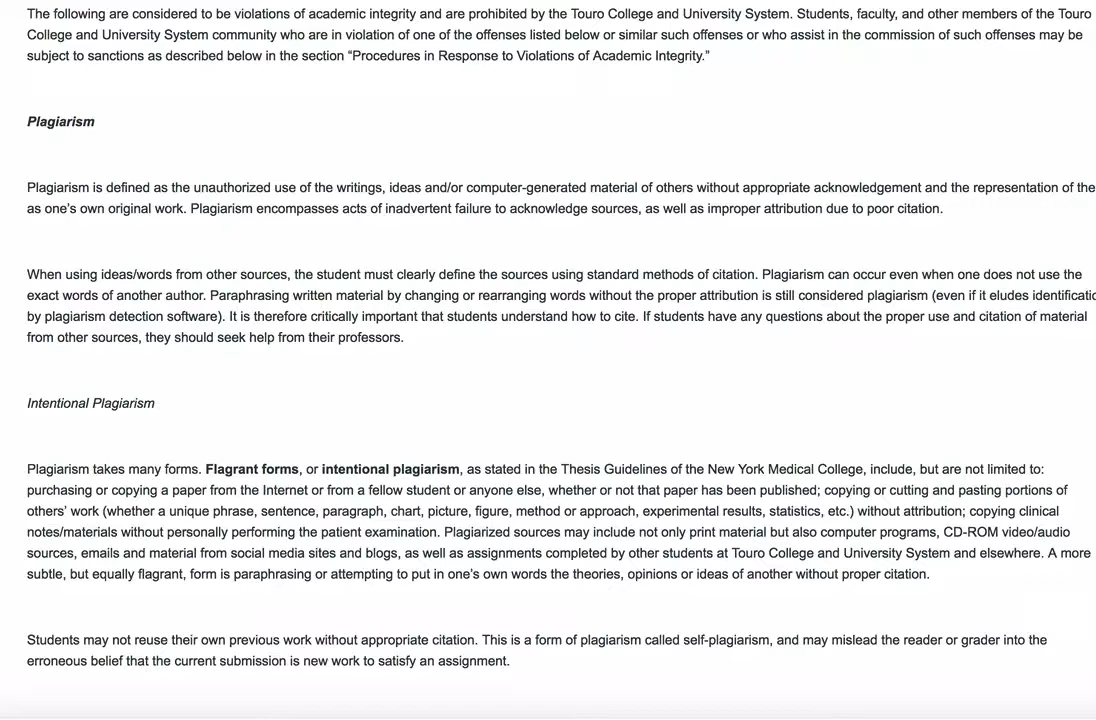 The following are considered to be violations of academic integrity and are prohibited by the Touro College and University System. Students, faculty, and other members of the Touro
College and University System community who are in violation of one of the offenses listed below or similar such offenses or who assist in the commission of such offenses may be
subject to sanctions as described below in the section “Procedures in Response to Violations of Academic Integrity.”
Plagiarism
Plagiarism is defined as the unauthorized use of the writings, ideas and/or computer-generated material of others without appropriate acknowledgement and the representation of the
as one’s own original work. Plagiarism encompasses acts of inadvertent failure to acknowledge sources, as well as improper attribution due to poor citation.
When using ideas/words from other sources, the student must clearly define the sources using standard methods of citation. Plagiarism can occur even when one does not use the
exact words of another author. Paraphrasing written material by changing or rearranging words without the proper attribution is still considered plagiarism (even if it eludes identificatio
by plagiarism detection software). It is therefore critically important that students understand how to cite. If students have any questions about the proper use and citation of material
from other sources, they should seek help from their professors.
Intentional Plagiarism
Plagiarism takes many forms. Flagrant forms, or intentional plagiarism, as stated in the Thesis Guidelines of the New York Medical College, include, but are not limited to:
purchasing or copying a paper from the Internet or from a fellow student or anyone else, whether or not that paper has been published; copying or cutting and pasting portions of
others’ work (whether a unique phrase, sentence, paragraph, chart, picture, figure, method or approach, experimental results, statistics, etc.) without attribution; copying clinical
notes/materials without personally performing the patient examination. Plagiarized sources may include not only print material but also computer programs, CD-ROM video/audio
sources, emails and material from social media sites and blogs, as well as assignments completed by other students at Touro College and University System and elsewhere. A more
subtle, but equally flagrant, form is paraphrasing or attempting to put in one’s own words the theories, opinions or ideas of another without proper citation.
Students may not reuse their own previous work without appropriate citation. This is a form of plagiarism called self-plagiarism, and may mislead the reader or grader into the
erroneous belief that the current submission is new work to satisfy an assignment.